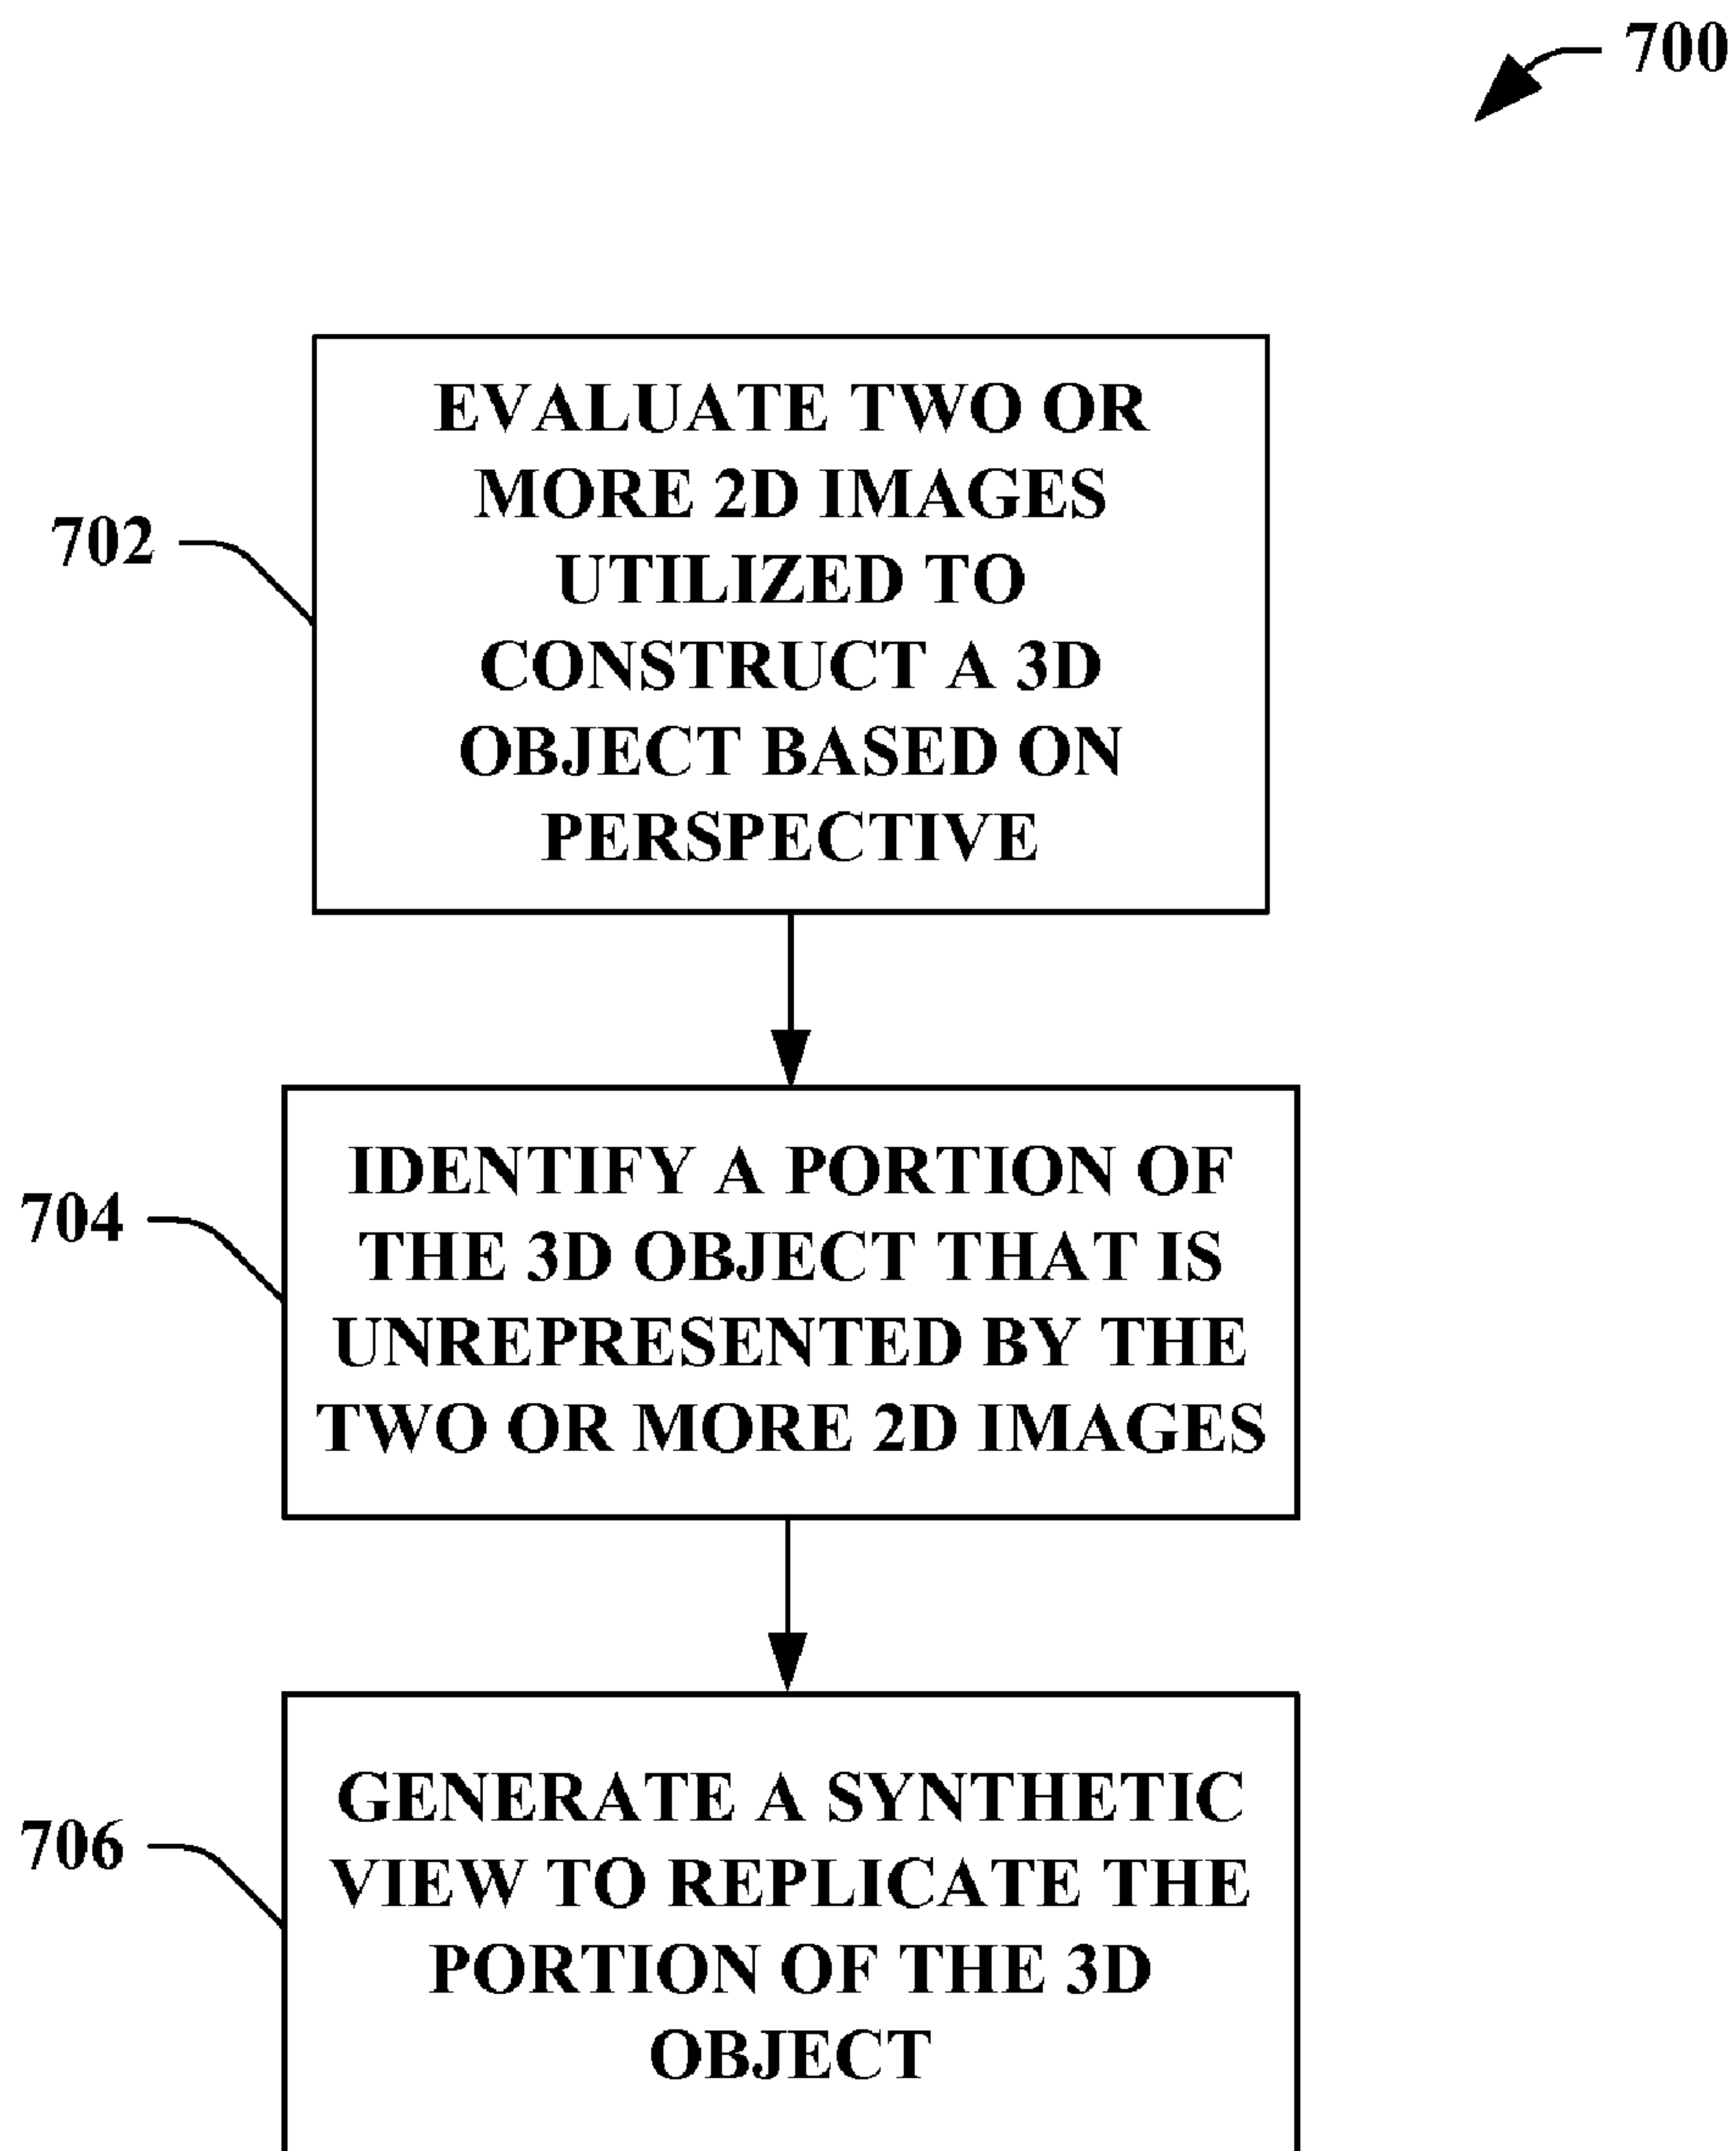 700
702
EVALUATE TWO OR
MORE 2D IMAGES
UTILIZED TO
CONSTRUCT A 3D
OBJECT BASED ON
PERSPECTIVE
704
IDENTIFY A PORTION OF
THE 3D OBJECT THAT IS
UNREPRESENTED BY THE
TWO OR MORE 2D IMAGES
706
GENERATE A SYNTHETIC
VIEW TO REPLICATE THE
PORTION OF THE 3D
OBJECT